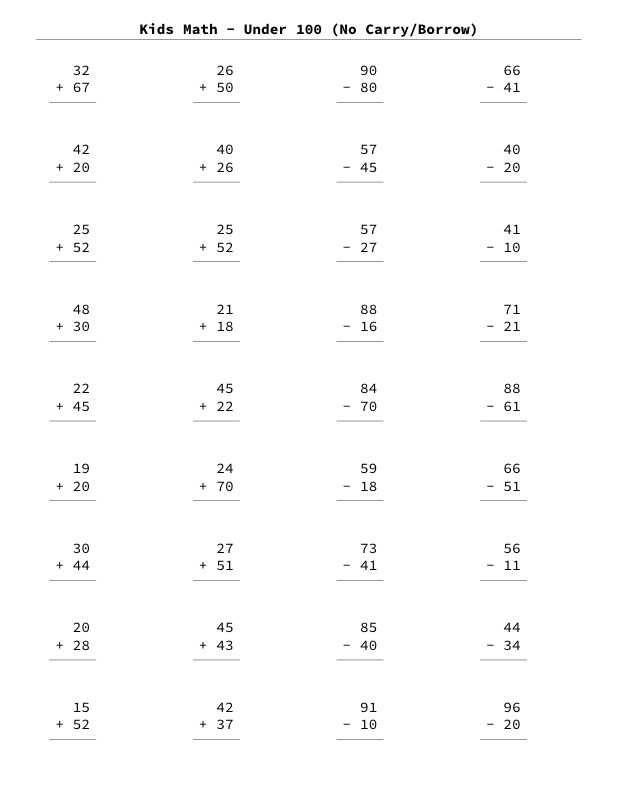 Kids Math – Under 100 (No Carry/Borrow)
32 26 90 66
+ 67 + 50 − 80 − 41
42 40 57 40
+ 20 + 26 − 45 − 20
25 25 57 41
+ 52 + 52 − 27 − 10
48 21 88 71
+ 30 + 18 − 16 − 21
22 45 84 88
+ 45 + 22 − 70 − 61
19 24 59 66
+ 20 + 70 − 18 − 51
30 27 73 56
+ 44 + 51 − 41 − 11
20 45 85 44
+ 28 + 43 − 40 − 34
15 42 91 96
+ 52 + 37 − 10 − 20